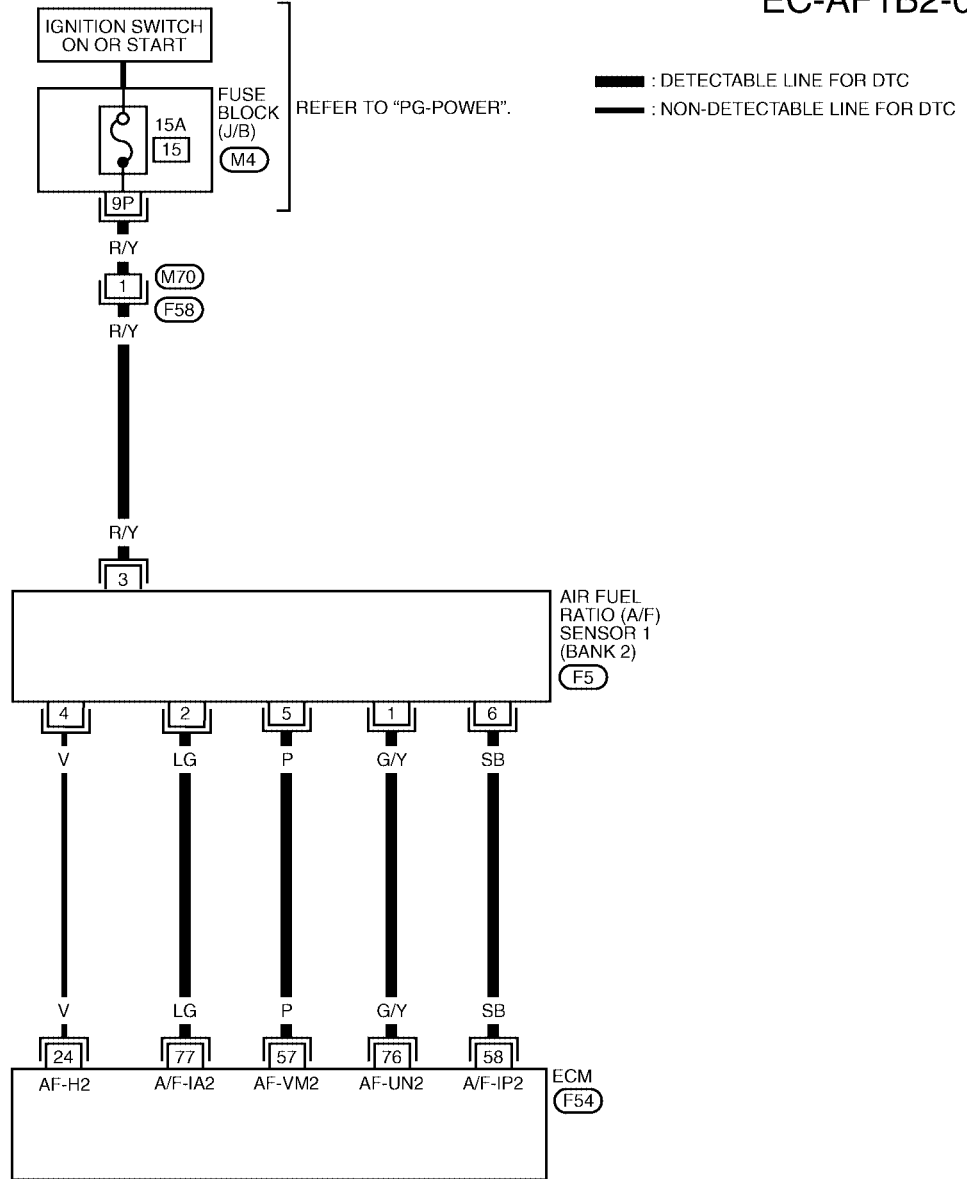 EC-AF1B2-0
IGNITION SWITCH
ON OR START
FUSE
BLOCK
(J/B)
M4
REFER TO “PG-POWER”.
15A
15
9P
: DETECTABLE LINE FOR DTC
: NON-DETECTABLE LINE FOR DTC
R/Y
1
M70
F58
R/Y
R/Y
3
AIR FUEL
RATIO (A/F)
SENSOR 1
(BANK 2)
F5
4 2 5 1 6
V LG P G/Y SB
V LG P G/Y SB
24 77 57 76 58
AF-H2 A/F-IA2 AF-VM2 AF-UN2 A/F-IP2
ECM
F54